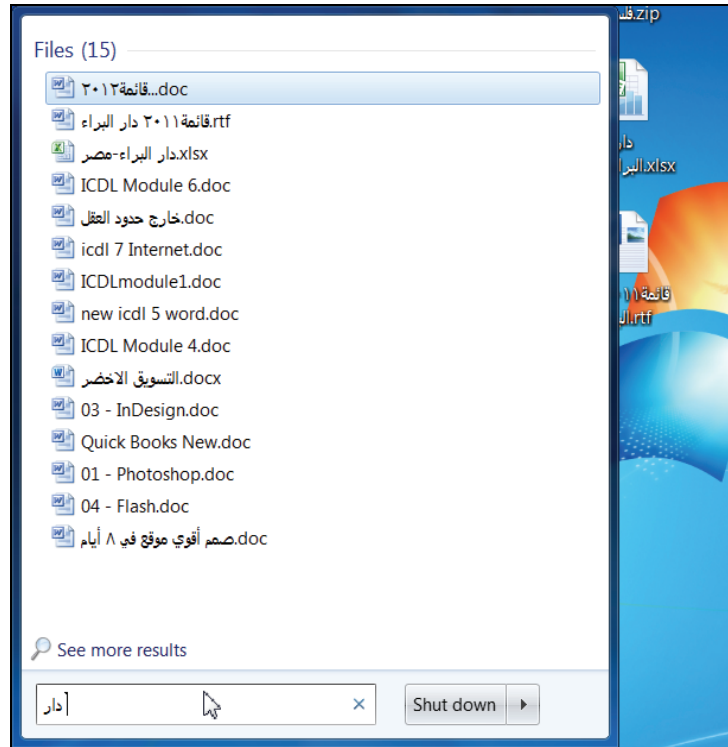 Files (15)
قائمة٢٠١٢...doc
قائمة٢٠١١ دار البراء.rtf
دار البراء-مصر.xlsx
ICDL Module 6.doc
خارج حدود العقل.doc
icdl 7 Internet.doc
ICDLmodule1.doc
new icdl 5 word.doc
ICDL Module 4.doc
التسويق الاخضر.docx
03 - InDesign.doc
Quick Books New.doc
01 - Photoshop.doc
04 - Flash.doc
صمم أقوي موقع في ٨ أيام.doc
See more results
دار
Shut down
.zip
دار
البرا.xlsx
قائمة١١
.rtf